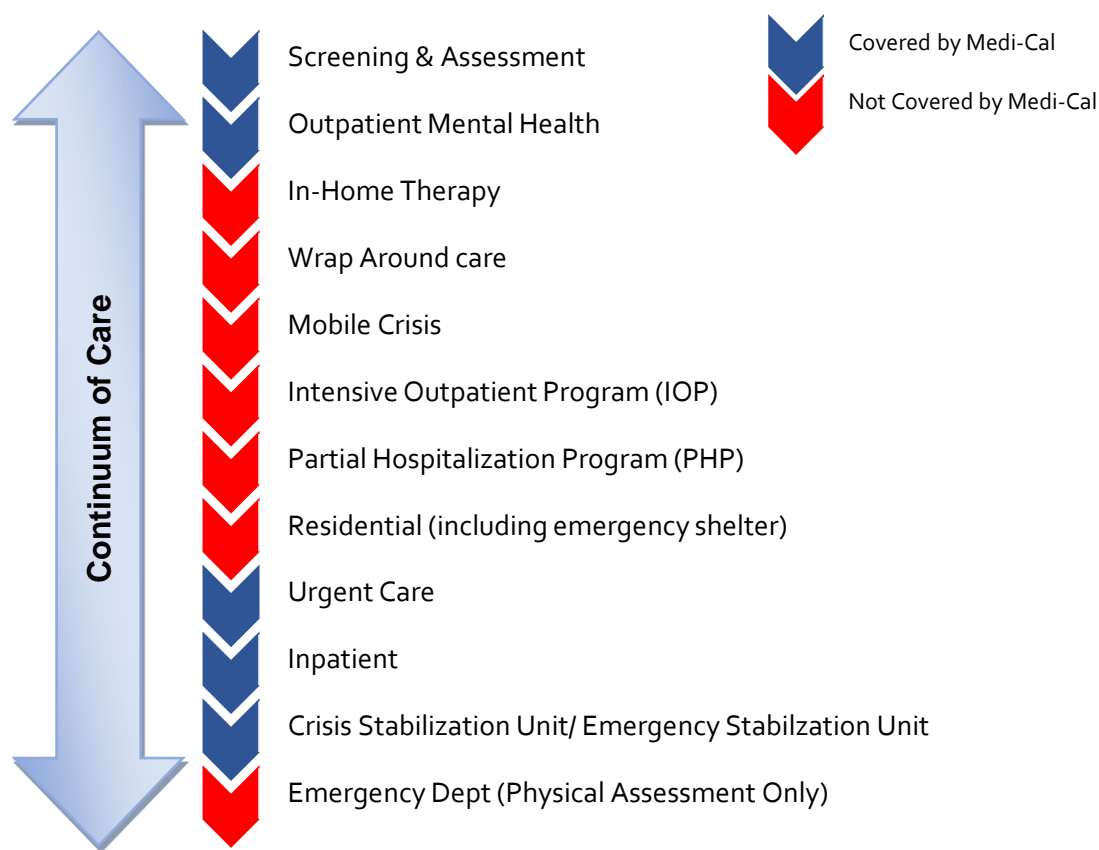 Screening & Assessment
Covered by Medi-Cal
Not Covered by Medi-Cal
Outpatient Mental Health
In-Home Therapy
Wrap Around care
Mobile Crisis
Intensive Outpatient Program (IOP)
Partial Hospitalization Program (PHP)
Residential (including emergency shelter)
Urgent Care
Inpatient
Crisis Stabilization Unit/ Emergency Stabilzation Unit
Emergency Dept (Physical Assessment Only)
Continuum of Care